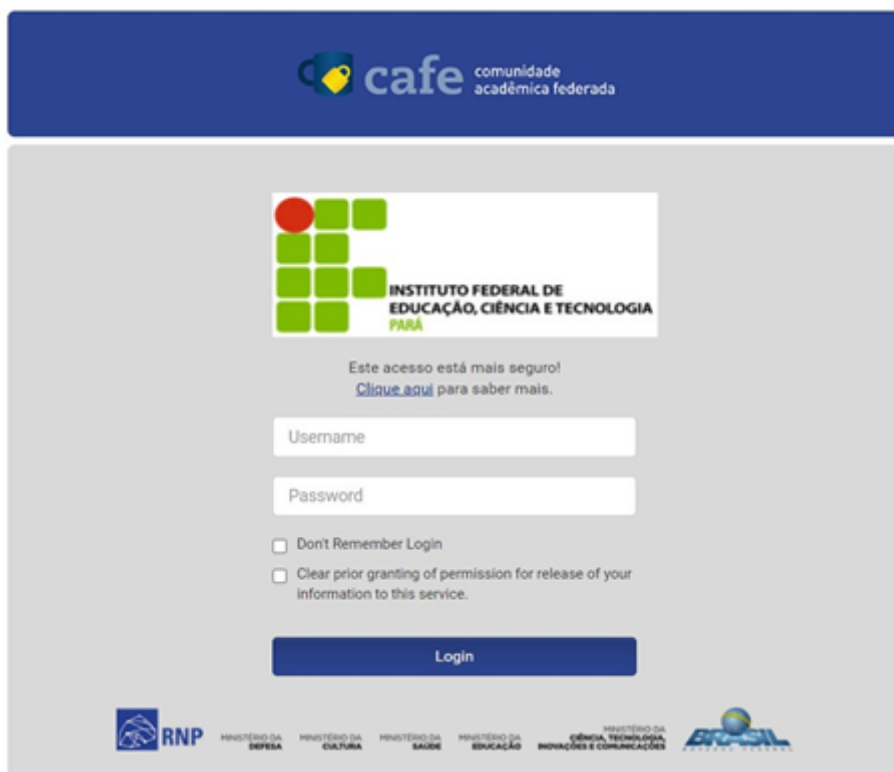 cafe comunidade
acadêmica federada
INSTITUTO FEDERAL DE
EDUCAÇÃO, CIÊNCIA E TECNOLOGIA
PARÁ
Este acesso está mais seguro!
Clique aqui para saber mais.
Username
Password
Don't Remember Login
Clear prior granting of permission for release of your
information to this service.
Login
RNP
MINISTÉRIO DA
DEFESA
MINISTÉRIO DA
CULTURA
MINISTÉRIO DA
SAÚDE
MINISTÉRIO DA
EDUCAÇÃO
MINISTÉRIO DA
CIÊNCIA, TECNOLOGIA,
INOVAÇÕES E COMUNICAÇÕES
BRASIL
GOVERNO FEDERAL